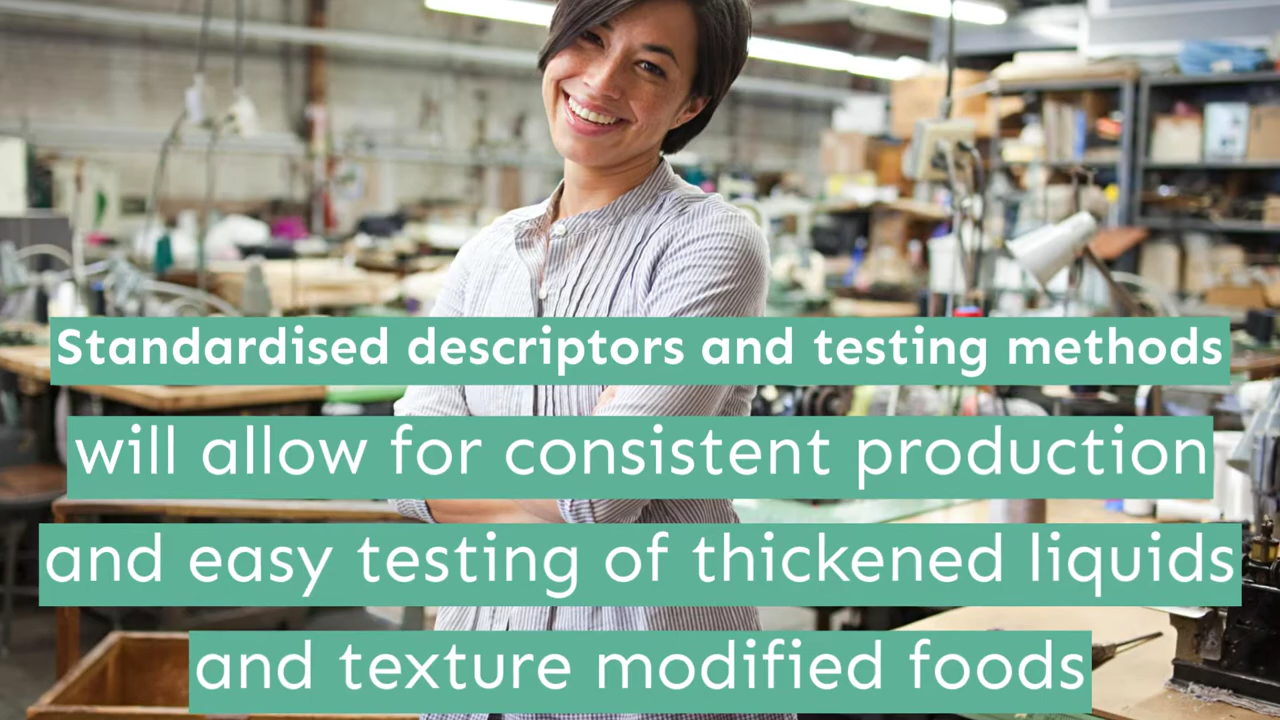 Standardised descriptors and testing methods
will allow for consistent production
and easy testing of thickened liquids
and texture modified foods